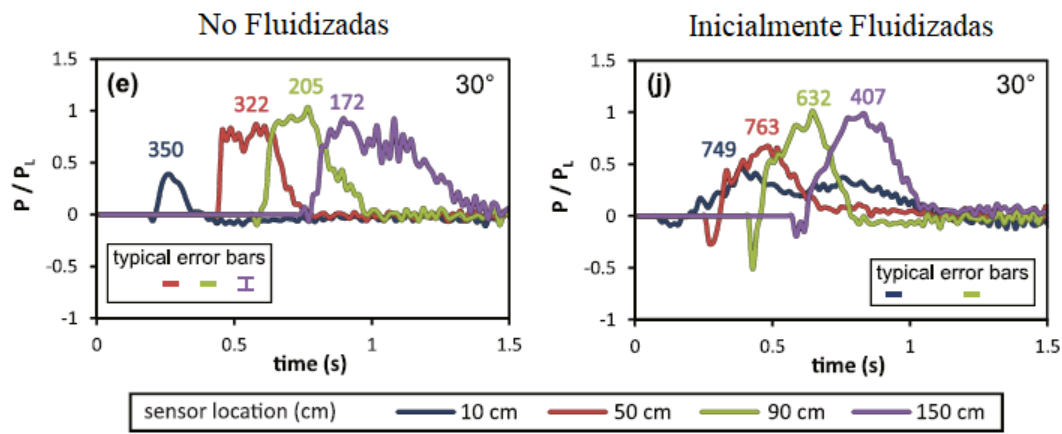 No Fluidizadas
Inicialmente Fluidizadas
(e)
30°
350
322
205
172
P / PL
1.5
1
0.5
0
-0.5
-1
typical error bars
0
0.5
1
1.5
time (s)
(j)
30°
749
763
632
407
P / PL
1.5
1
0.5
0
-0.5
-1
typical error bars
0
0.5
1
1.5
time (s)
sensor location (cm)
10 cm
50 cm
90 cm
150 cm